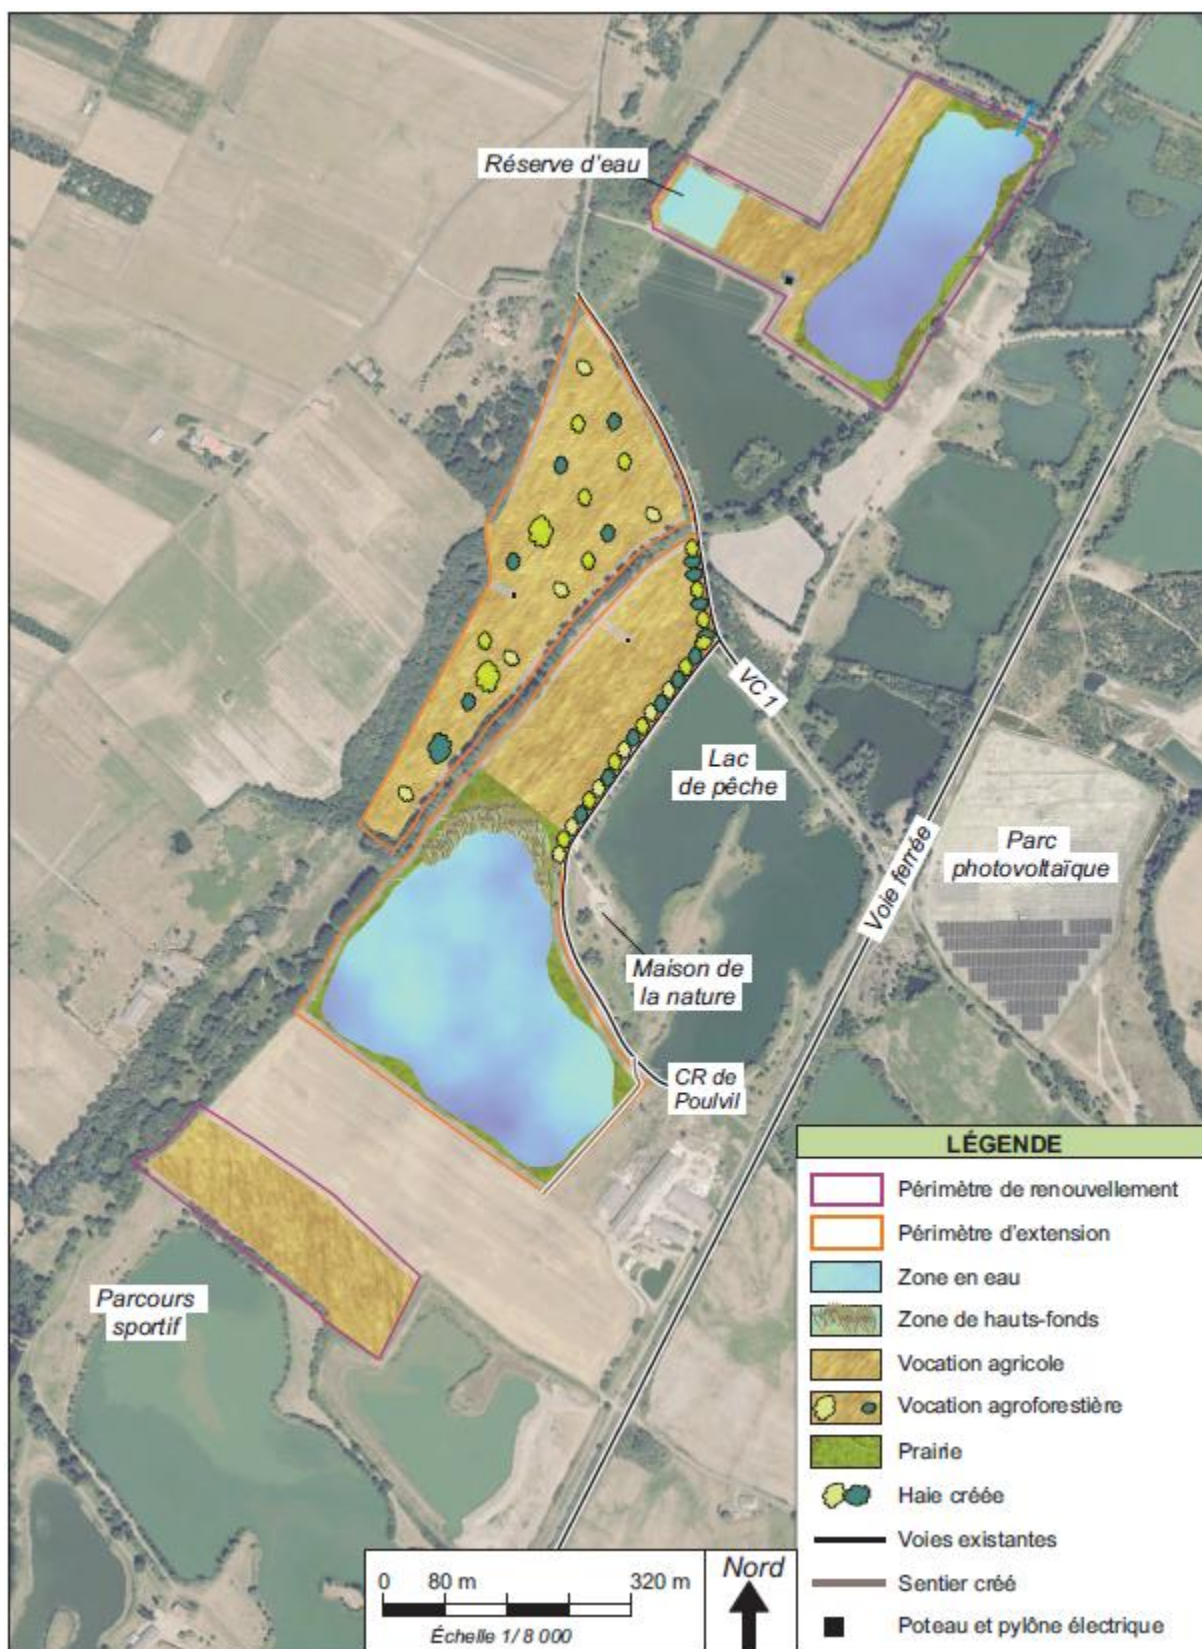 Réserve d'eau
VC 1
Lac
de pêche
Voie ferrée
Parc
photovoltaïque
Maison de
la nature
CR de
Poulvil
Parcours
sportif
LÉGENDE
Périmètre de renouvellement
Périmètre d'extension
Zone en eau
Zone de hauts-fonds
Vocation agricole
Vocation agroforestière
Prairie
Haie créée
Voies existantes
Sentier créé
Poteau et pylône électrique
0 80 m 320 m
Échelle 1/ 8 000
Nord